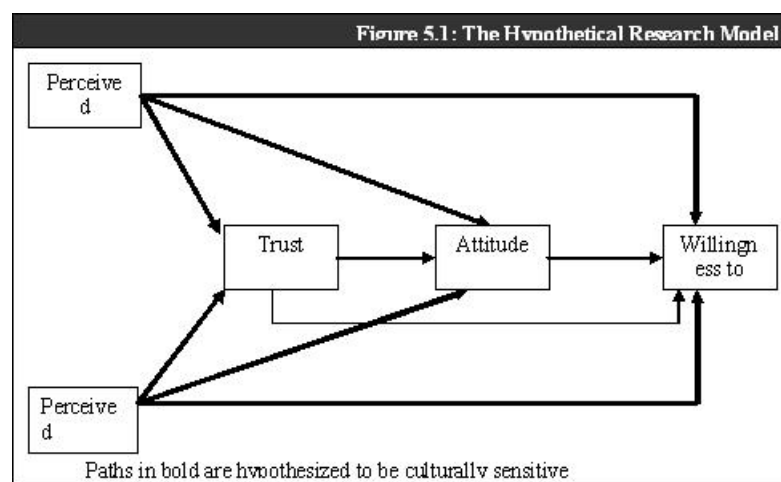 Figure 5.1: The Hypothetical Research Model
Perceive
d
Trust
Attitude
Willingn
ess to
Perceive
d
Paths in bold are hypothesized to be culturally sensitive